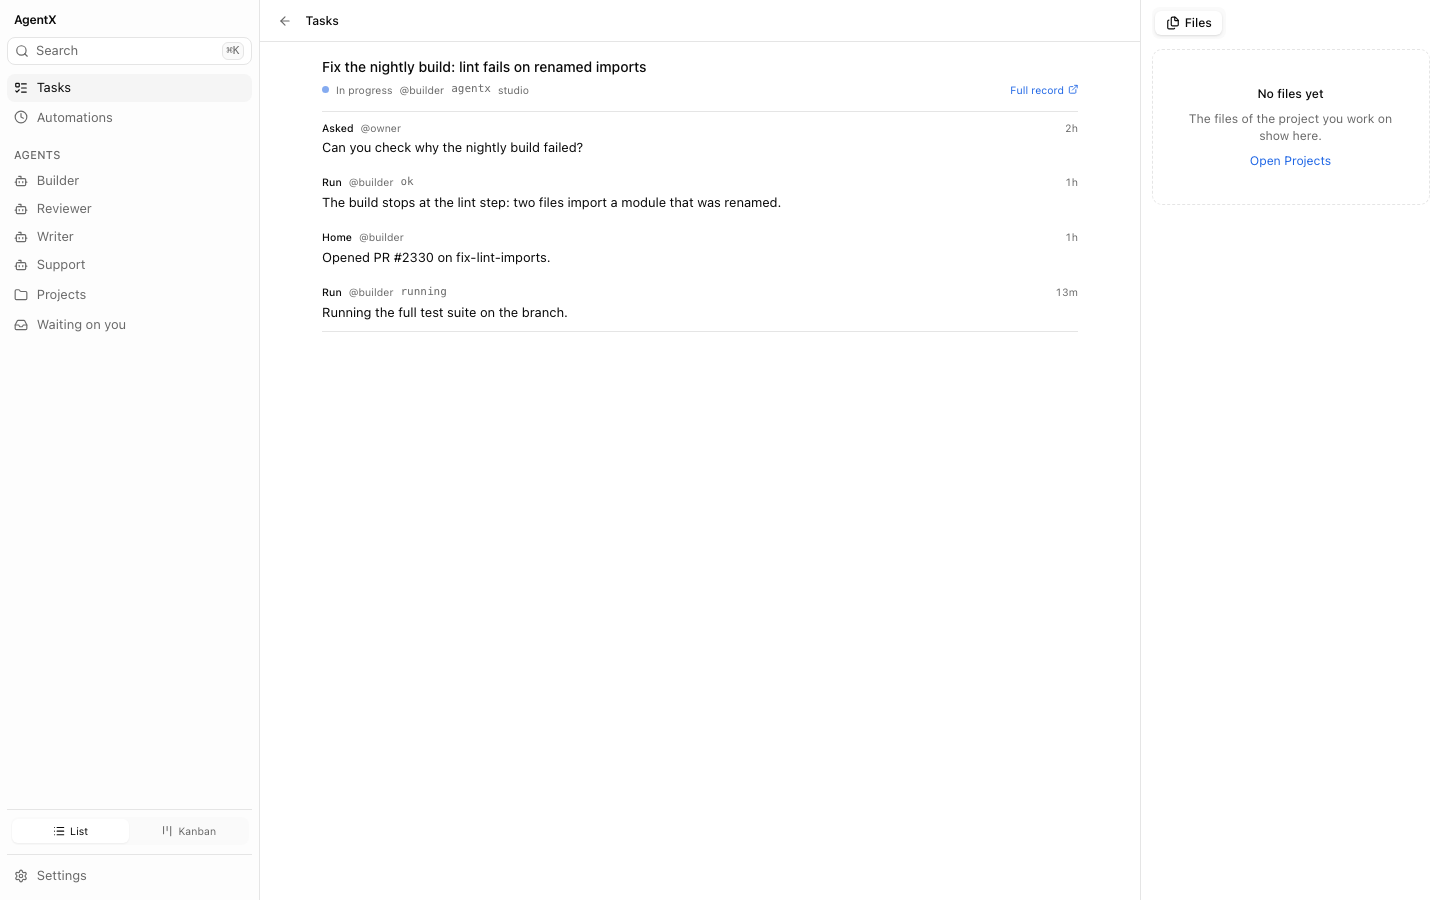 AgentX
Search ⌘K
Tasks
Automations
AGENTS
Builder
Reviewer
Writer
Support
Projects
Waiting on you
List Kanban
Settings
Tasks
Fix the nightly build: lint fails on renamed imports
In progress @builder agentx studio Full record
Asked @owner 2h
Can you check why the nightly build failed?
Run @builder ok 1h
The build stops at the lint step: two files import a module that was renamed.
Home @builder 1h
Opened PR #2330 on fix-lint-imports.
Run @builder running 13m
Running the full test suite on the branch.
Files
No files yet
The files of the project you work on
show here.
Open Projects